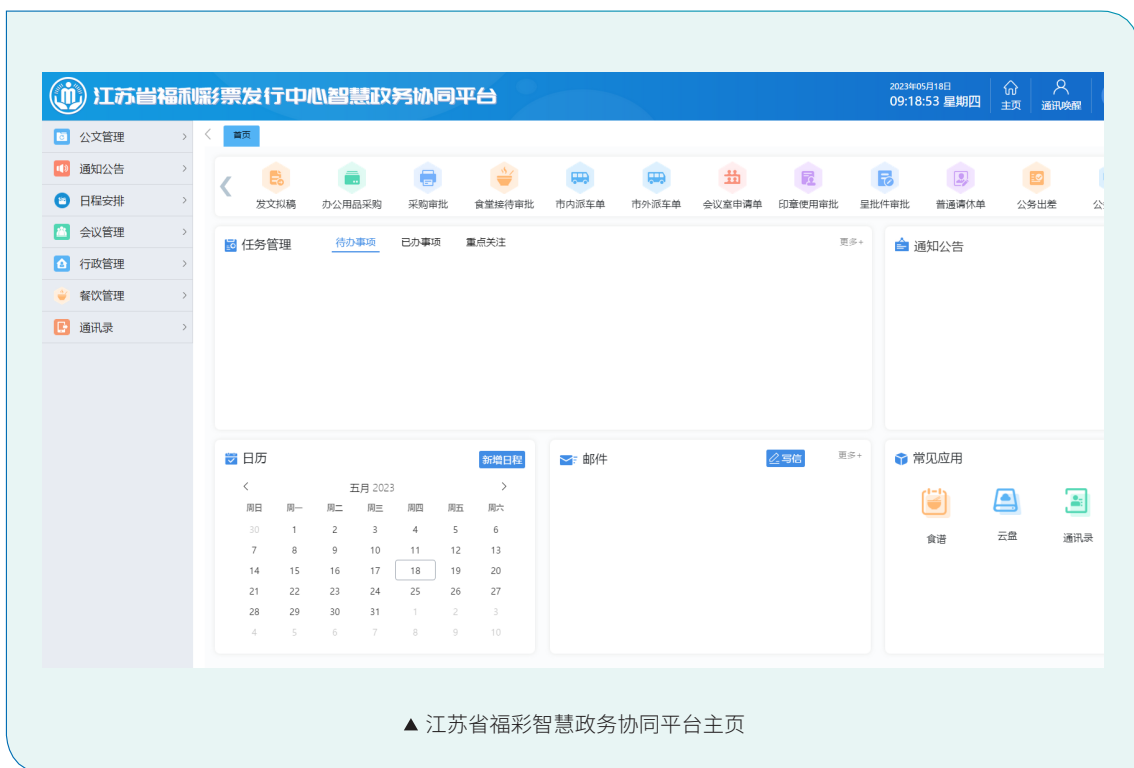 江苏省福利彩票发行中心智慧政务协同平台
2023年05月18日
09:18:53 星期四
主页
通讯唤醒
公文管理
通知公告
日程安排
会议管理
行政管理
餐饮管理
通讯录
首页
发文拟稿 办公用品采购 采购审批 食堂接待审批 市内派车单 市外派车单 会议室申请单 印章使用审批 呈批件审批 普通请休单 公务出差
任务管理 待办事项 已办事项 重点关注 更多+
通知公告
日历 新增日程
五月 2023
周日 周一 周二 周三 周四 周五 周六
30 1 2 3 4 5 6
7 8 9 10 11 12 13
14 15 16 17 18 19 20
21 22 23 24 25 26 27
28 29 30 31 1 2 3
4 5 6 7 8 9 10
邮件 写信 更多+
常见应用
食谱 云盘 通讯录
▲ 江苏省福彩智慧政务协同平台主页